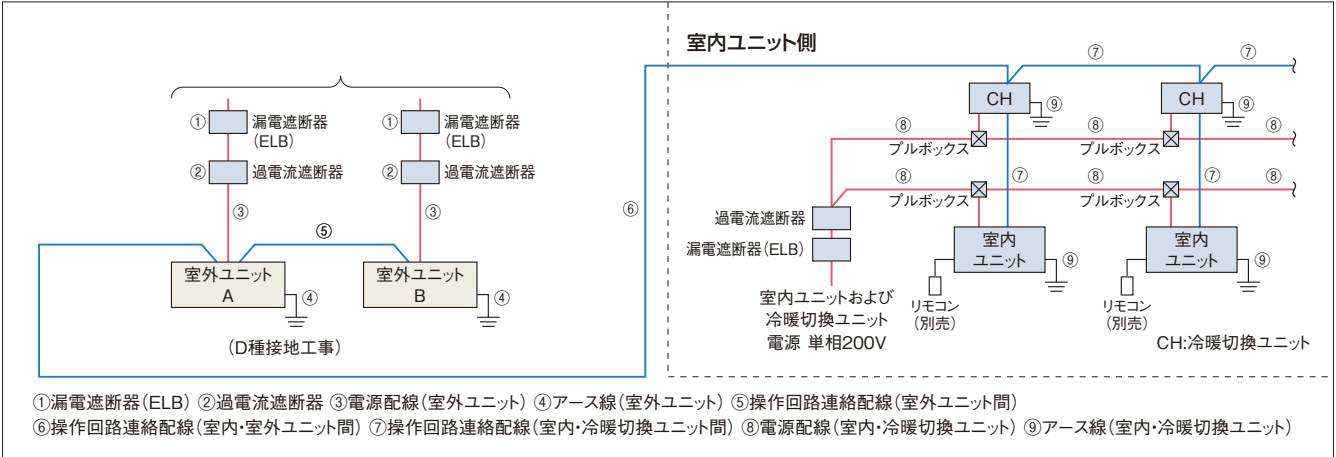 室内ユニット側
⑦ ⑦
CH ⑨ CH ⑨
① 漏電遮断器
(ELB)
① 漏電遮断器
(ELB)
⑧ ⑧ ⑧
プルボックス プルボックス
② 過電流遮断器 ② 過電流遮断器
⑧ ⑦ ⑧ ⑦ ⑧
プルボックス プルボックス
③ ③ ⑥
過電流遮断器
⑤
漏電遮断器(ELB)
室内
ユニット
⑨
室内
ユニット
⑨
室外ユニット
A
④
室外ユニット
B
④
室内ユニットおよび
冷暖切換ユニット
電源 単相200V
リモコン
(別売)
リモコン
(別売)
(D種接地工事)
CH:冷暖切換ユニット
①漏電遮断器(ELB) ②過電流遮断器 ③電源配線(室外ユニット) ④アース線(室外ユニット) ⑤操作回路連絡配線(室外ユニット間)
⑥操作回路連絡配線(室内・室外ユニット間) ⑦操作回路連絡配線(室内・冷暖切換ユニット間) ⑧電源配線(室内・冷暖切換ユニット) ⑨アース線(室内・冷暖切換ユニット)